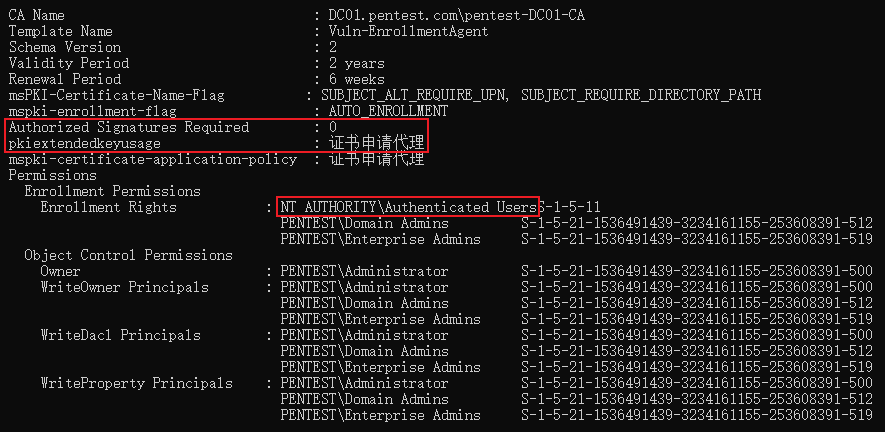 CA Name : DC01.pentest.com\pentest-DC01-CA
Template Name : Vuln-EnrollmentAgent
Schema Version : 2
Validity Period : 2 years
Renewal Period : 6 weeks
msPKI-Certificate-Name-Flag : SUBJECT_ALT_REQUIRE_UPN, SUBJECT_REQUIRE_DIRECTORY_PATH
mspki-enrollment-flag : AUTO_ENROLLMENT
Authorized Signatures Required : 0
pkiextendedkeyusage : 证书申请代理
mspki-certificate-application-policy : 证书申请代理
Permissions
Enrollment Permissions
Enrollment Rights : NT AUTHORITY\Authenticated UsersS-1-5-11
PENTEST\Domain Admins S-1-5-21-1536491439-3234161155-253608391-512
PENTEST\Enterprise Admins S-1-5-21-1536491439-3234161155-253608391-519
Object Control Permissions
Owner : PENTEST\Administrator S-1-5-21-1536491439-3234161155-253608391-500
WriteOwner Principals : PENTEST\Administrator S-1-5-21-1536491439-3234161155-253608391-500
PENTEST\Domain Admins S-1-5-21-1536491439-3234161155-253608391-512
PENTEST\Enterprise Admins S-1-5-21-1536491439-3234161155-253608391-519
WriteDacl Principals : PENTEST\Administrator S-1-5-21-1536491439-3234161155-253608391-500
PENTEST\Domain Admins S-1-5-21-1536491439-3234161155-253608391-512
PENTEST\Enterprise Admins S-1-5-21-1536491439-3234161155-253608391-519
WriteProperty Principals : PENTEST\Administrator S-1-5-21-1536491439-3234161155-253608391-500
PENTEST\Domain Admins S-1-5-21-1536491439-3234161155-253608391-512
PENTEST\Enterprise Admins S-1-5-21-1536491439-3234161155-253608391-519